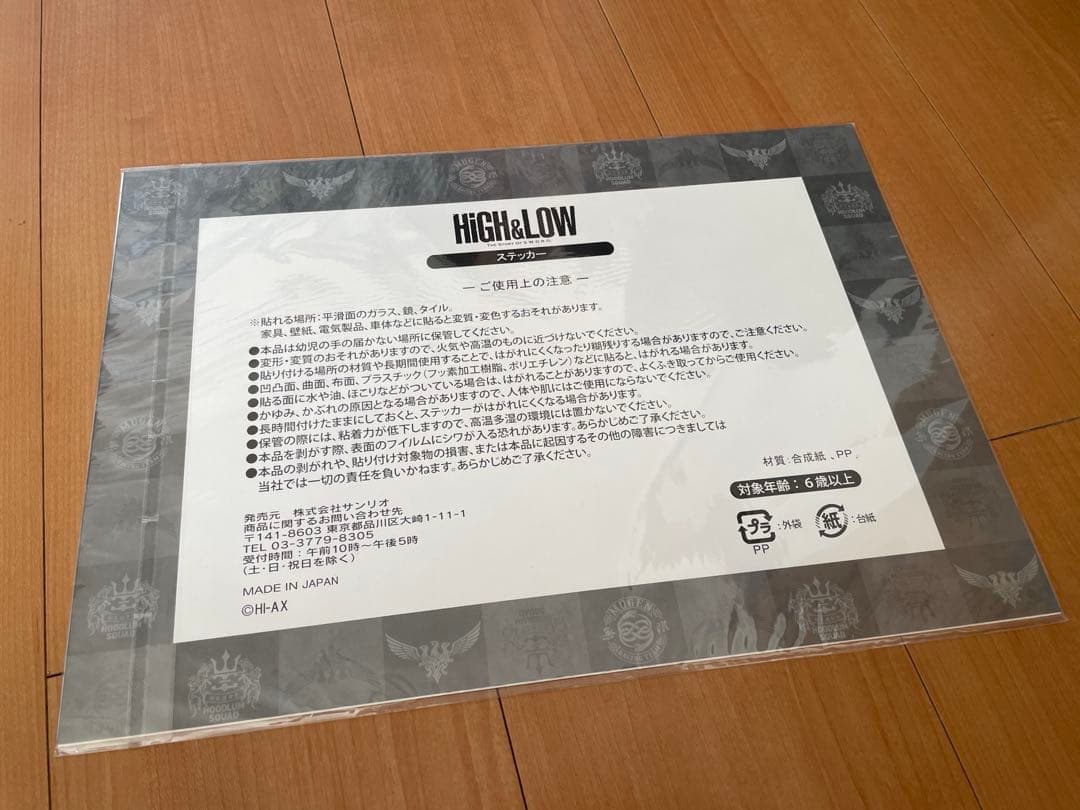 MUGEN
HOODLUM
SQUAD
HOODLUM
SQUAD
HOODLUM
SQUAD
HiGH&LOW
THE STORY OF S.W.O.R.D.
ステッカー
― ご使用上の注意 ―
※貼れる場所:平滑面のガラス、鏡、タイル。
家具、壁紙、電気製品、車体などに貼ると変質・変色するおそれがあります。
●本品は幼児の手の届かない場所に保管してください。
●変形・変質のおそれがありますので、火気や高温のものに近づけないでください。
●貼り付ける場所の材質や長期間使用することで、はがれにくくなったり糊残りする場合がありますので、ご注意ください。
●凹凸面、曲面、布面、プラスチック(フッ素加工樹脂、ポリエチレン)などに貼ると、はがれる場合があります。
●貼る面に水や油、ほこりなどがついている場合は、はがれることがありますので、よくふき取ってからご使用ください。
●かゆみ、かぶれの原因となる場合がありますので、人体や肌にはご使用にならないでください。
●長時間付けたままにしておくと、ステッカーがはがれにくくなる場合があります。
●保管の際には、粘着力が低下しますので、高温多湿の環境には置かないでください。
●本品を剥がす際、表面のフイルムにシワが入る恐れがあります。あらかじめご了承ください。
●本品の剥がれや、貼り付け対象物の損害、または本品に起因するその他の障害につきましては
当社では一切の責任を負いかねます。あらかじめご了承ください。
材質:合成紙、PP.
対象年齢:6歳以上
プラ
:外袋
PP
紙
:台紙
発売元 株式会社サンリオ
商品に関するお問い合わせ先
〒141-8603 東京都品川区大崎1-11-1
TEL 03-3779-8305
受付時間:午前10時〜午後5時
(土・日・祝日を除く)
MADE IN JAPAN
©HI-AX
HOODLUM
SQUAD
MUGEN
HOODLUM
SQUAD
HOODLUM
SQUAD